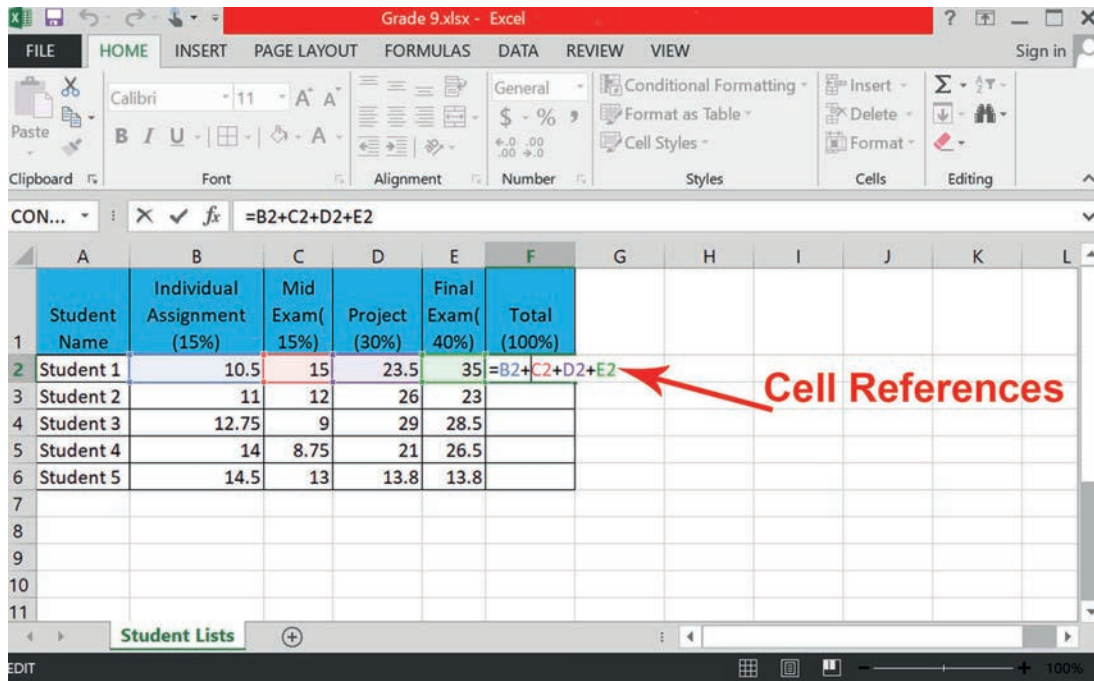 Grade 9.xlsx - Excel
?
FILE HOME INSERT PAGE LAYOUT FORMULAS DATA REVIEW VIEW Sign in
Calibri 11 A A General Conditional Formatting Insert Σ
Paste B I U A $ - % , Format as Table Delete
Cell Styles Format
Clipboard Font Alignment Number Styles Cells Editing
CON... fx =B2+C2+D2+E2
A B C D E F G H I J K L
1 Student Name Individual Assignment (15%) Mid Exam( 15%) Project (30%) Final Exam( 40%) Total (100%)
2 Student 1 10.5 15 23.5 35 =B2+C2+D2+E2
Cell References
3 Student 2 11 12 26 23
4 Student 3 12.75 9 29 28.5
5 Student 4 14 8.75 21 26.5
6 Student 5 14.5 13 13.8 13.8
7
8
9
10
11
Student Lists
EDIT 100%